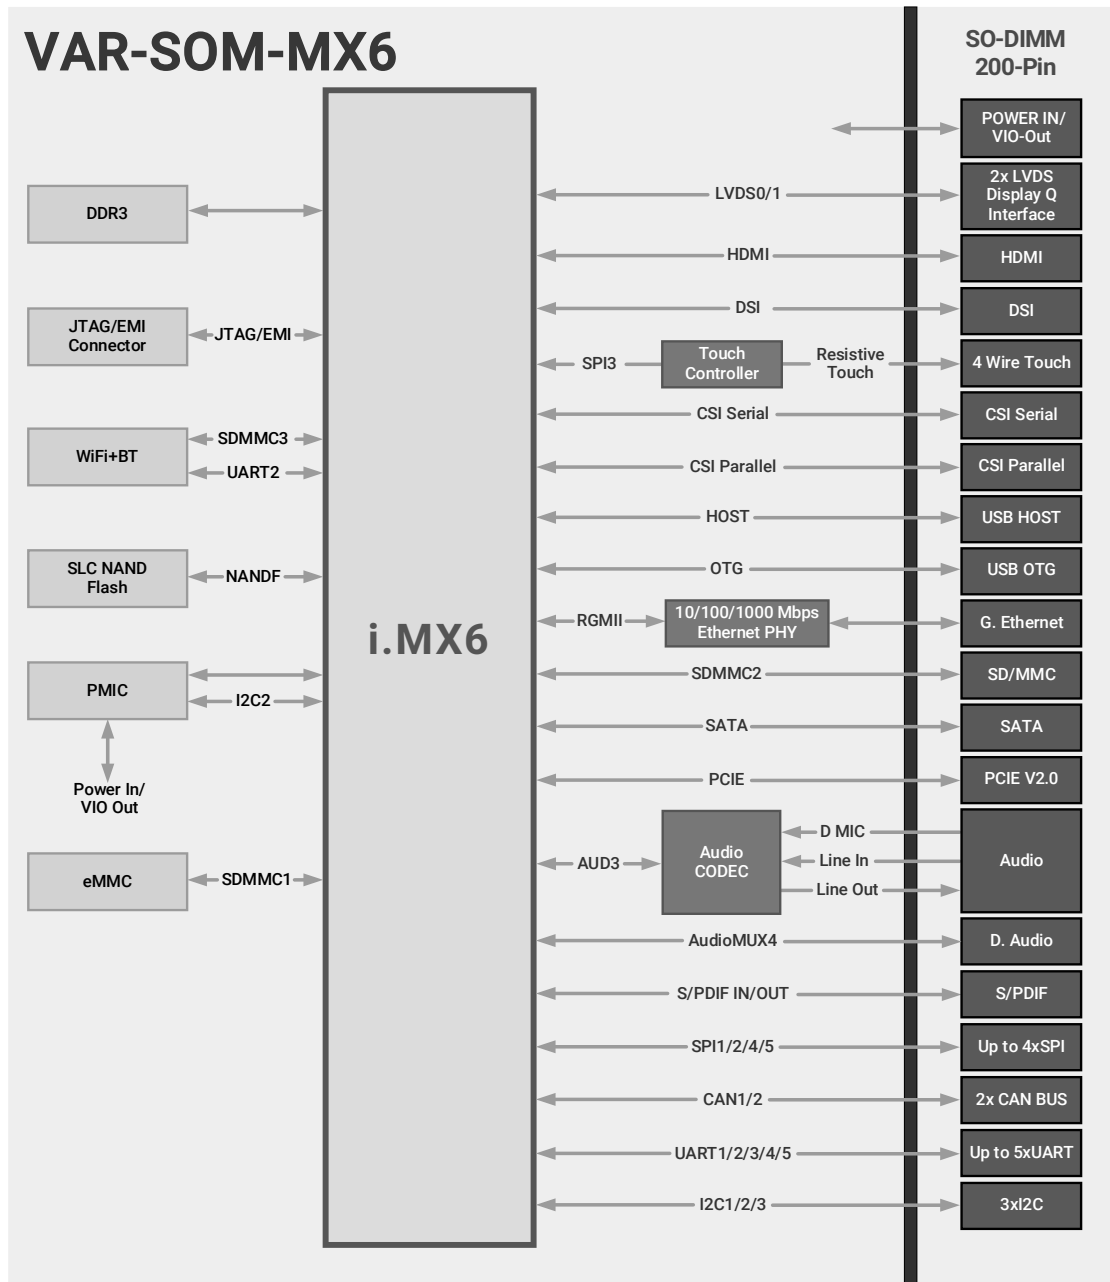 VAR-SOM-MX6
SO-DIMM
200-Pin
i.MX6
DDR3
JTAG/EMI
Connector
JTAG/EMI
WiFi+BT
SDMMC3
UART2
SLC NAND
Flash
NANDF
PMIC
I2C2
Power In/
VIO Out
eMMC
SDMMC1
POWER IN/
VIO-Out
LVDS0/1
2x LVDS
Display Q
Interface
HDMI
HDMI
DSI
DSI
SPI3
Touch
Controller
Resistive
Touch
4 Wire Touch
CSI Serial
CSI Serial
CSI Parallel
CSI Parallel
HOST
USB HOST
OTG
USB OTG
RGMII
10/100/1000 Mbps
Ethernet PHY
G. Ethernet
SDMMC2
SD/MMC
SATA
SATA
PCIE
PCIE V2.0
AUD3
Audio
CODEC
D MIC
Line In
Line Out
Audio
AudioMUX4
D. Audio
S/PDIF IN/OUT
S/PDIF
SPI1/2/4/5
Up to 4xSPI
CAN1/2
2x CAN BUS
UART1/2/3/4/5
Up to 5xUART
I2C1/2/3
3xI2C